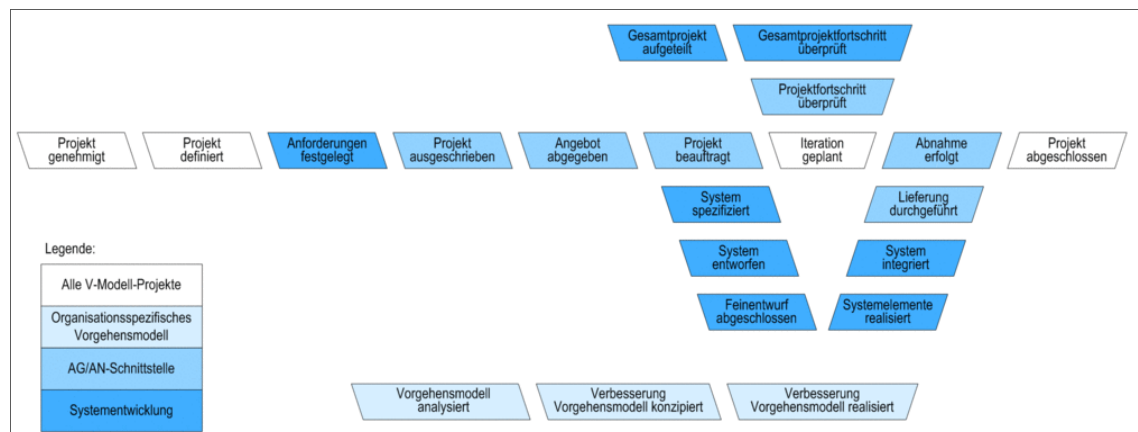 Gesamtprojekt
aufgeteilt
Gesamtprojektfortschritt
überprüft
Projektfortschritt
überprüft
Projekt
genehmigt
Projekt
definiert
Anforderungen
festgelegt
Projekt
ausgeschrieben
Angebot
abgegeben
Projekt
beauftragt
Iteration
geplant
Abnahme
erfolgt
Projekt
abgeschlossen
System
spezifiziert
Lieferung
durchgeführt
System
entworfen
System
integriert
Feinentwurf
abgeschlossen
Systemelemente
realisiert
Legende:
Alle V-Modell-Projekte
Organisationsspezifisches
Vorgehensmodell
AG/AN-Schnittstelle
Systementwicklung
Vorgehensmodell
analysiert
Verbesserung
Vorgehensmodell konzipiert
Verbesserung
Vorgehensmodell realisiert